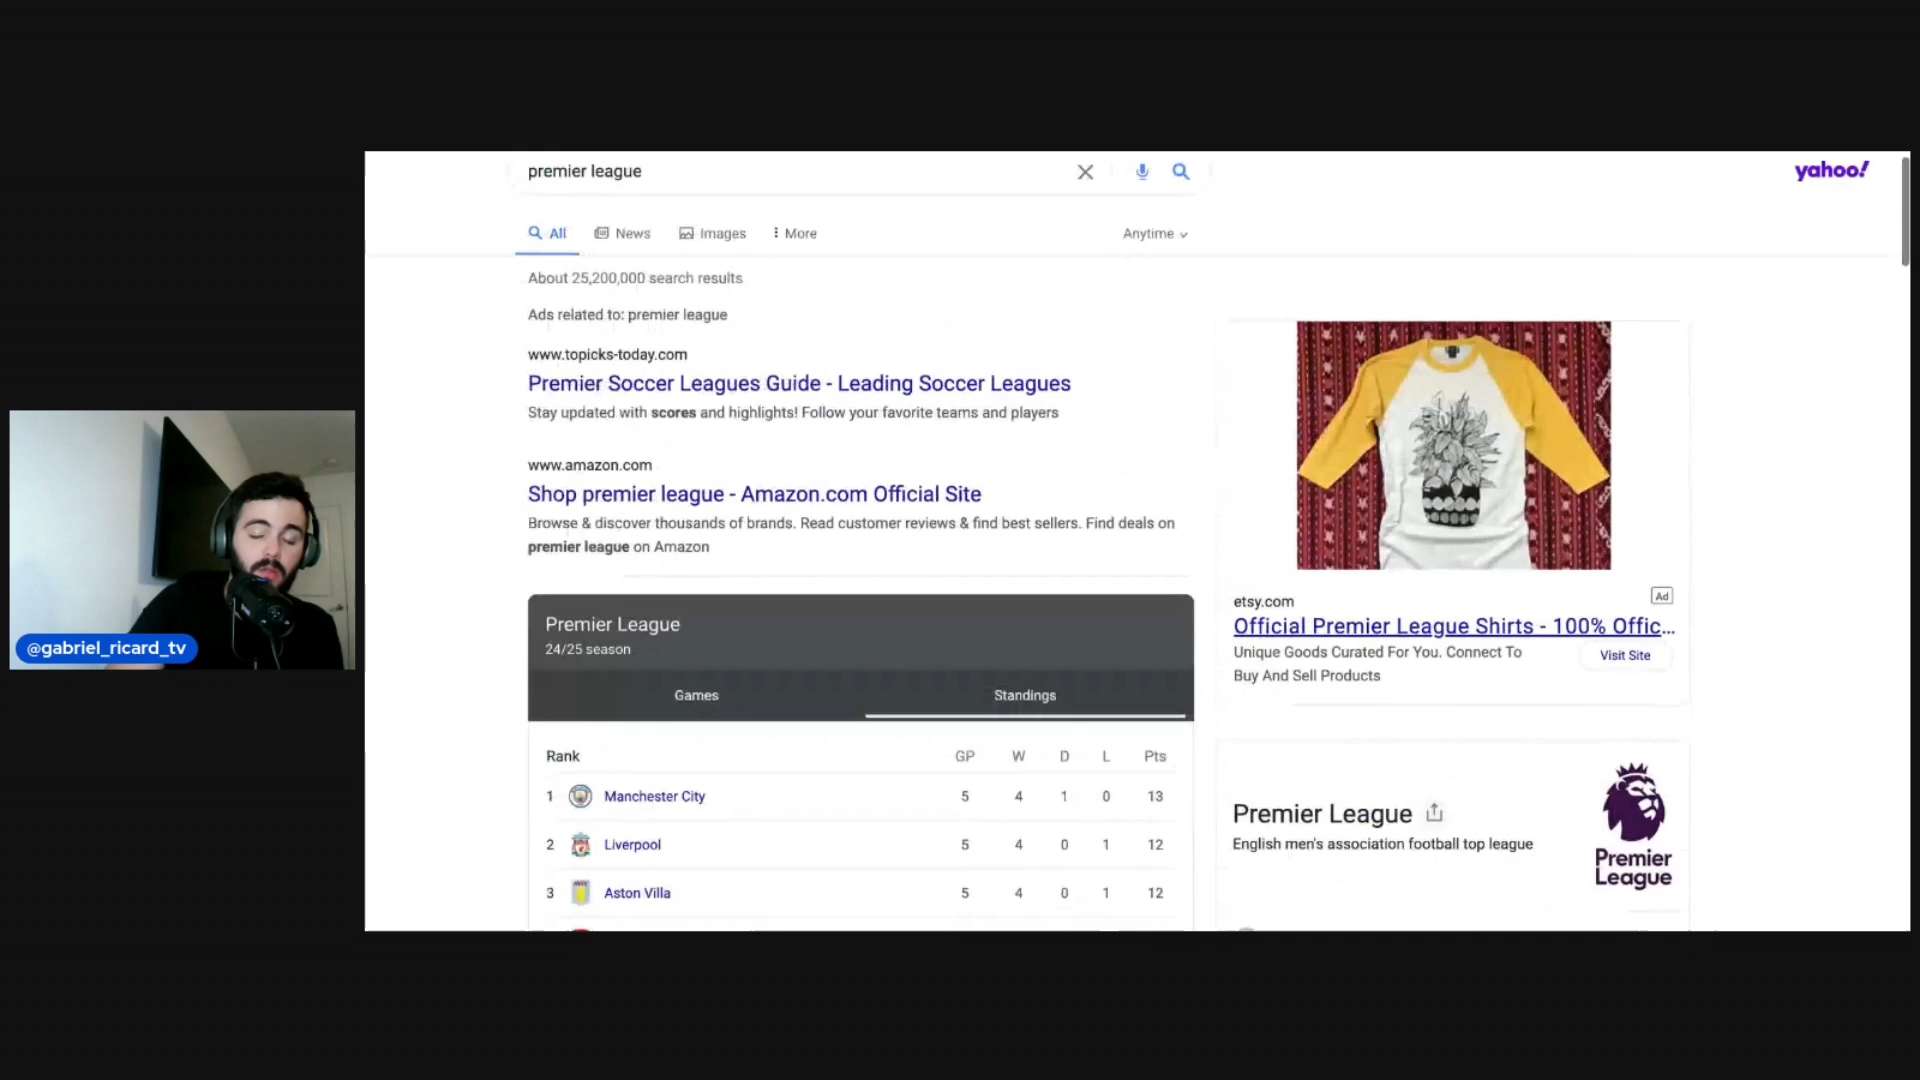 premier league
yahoo!
All
News
Images
More
Anytime
About 25,200,000 search results
Ads related to: premier league
www.topicks-today.com
Premier Soccer Leagues Guide - Leading Soccer Leagues
Stay updated with scores and highlights! Follow your favorite teams and players
www.amazon.com
Shop premier league - Amazon.com Official Site
Browse & discover thousands of brands. Read customer reviews & find best sellers. Find deals on
premier league on Amazon
Premier League
24/25 season
Games Standings
Rank GP W D L Pts
1 Manchester City 5 4 1 0 13
2 Liverpool 5 4 0 1 12
3 Aston Villa 5 4 0 1 12
etsy.com
Ad
Official Premier League Shirts - 100% Offic...
Unique Goods Curated For You. Connect To
Buy And Sell Products
Visit Site
Premier League
English men's association football top league
Premier
League
@gabriel_ricard_tv